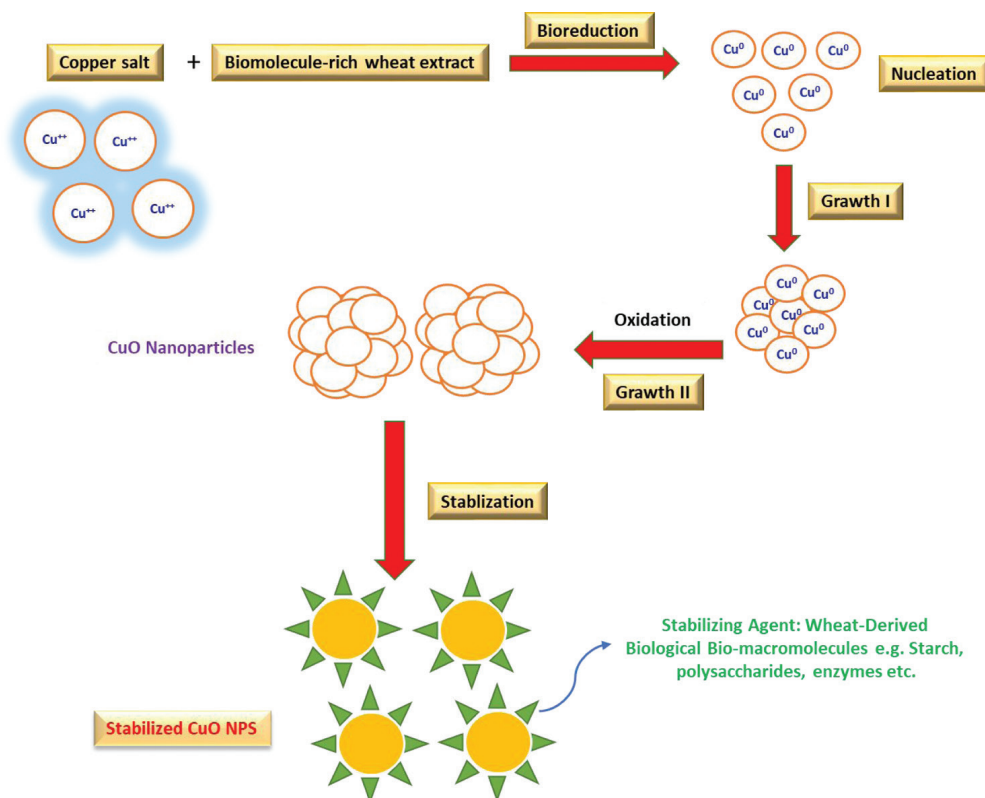 Copper salt + Biomolecule-rich wheat extract
Bioreduction
Cu⁰ Cu⁰ Cu⁰
Cu⁰ Cu⁰
Cu⁰
Nucleation
Cu⁺⁺ Cu⁺⁺
Cu⁺⁺ Cu⁺⁺
Grawth I
Cu⁰
Cu⁰ Cu⁰
Cu⁰
Cu⁰ Cu⁰
Cu⁰
Oxidation
Grawth II
CuO Nanoparticles
Stablization
Stabilizing Agent: Wheat-Derived
Biological Bio-macromolecules e.g. Starch,
polysaccharides, enzymes etc.
Stabilized CuO NPS